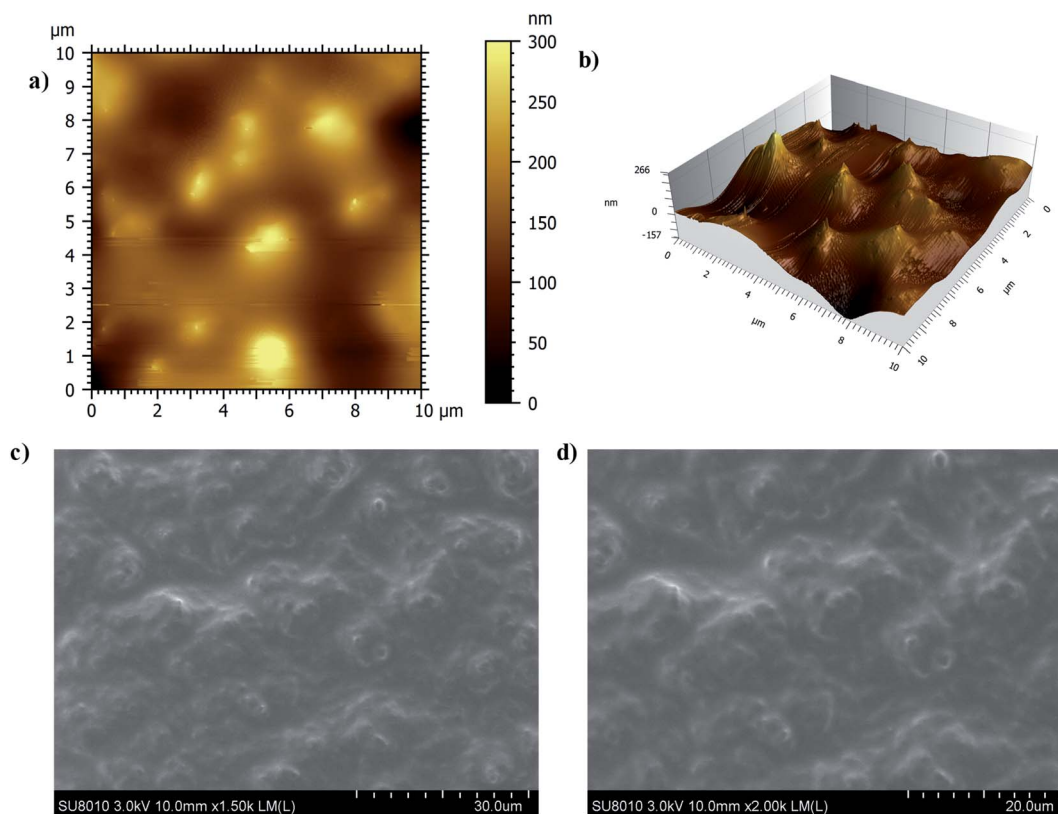 a)
µm
10
9
8
7
6
5
4
3
2
1
0
0 2 4 6 8 10 µm
nm
300
250
200
150
100
50
0
b)
266
nm
0
-157
0 2 4 6 8 10
µm
0 2 4 6 8 10
µm
c)
SU8010 3.0kV 10.0mm x1.50k LM(L) 30.0um
d)
SU8010 3.0kV 10.0mm x2.00k LM(L) 20.0um